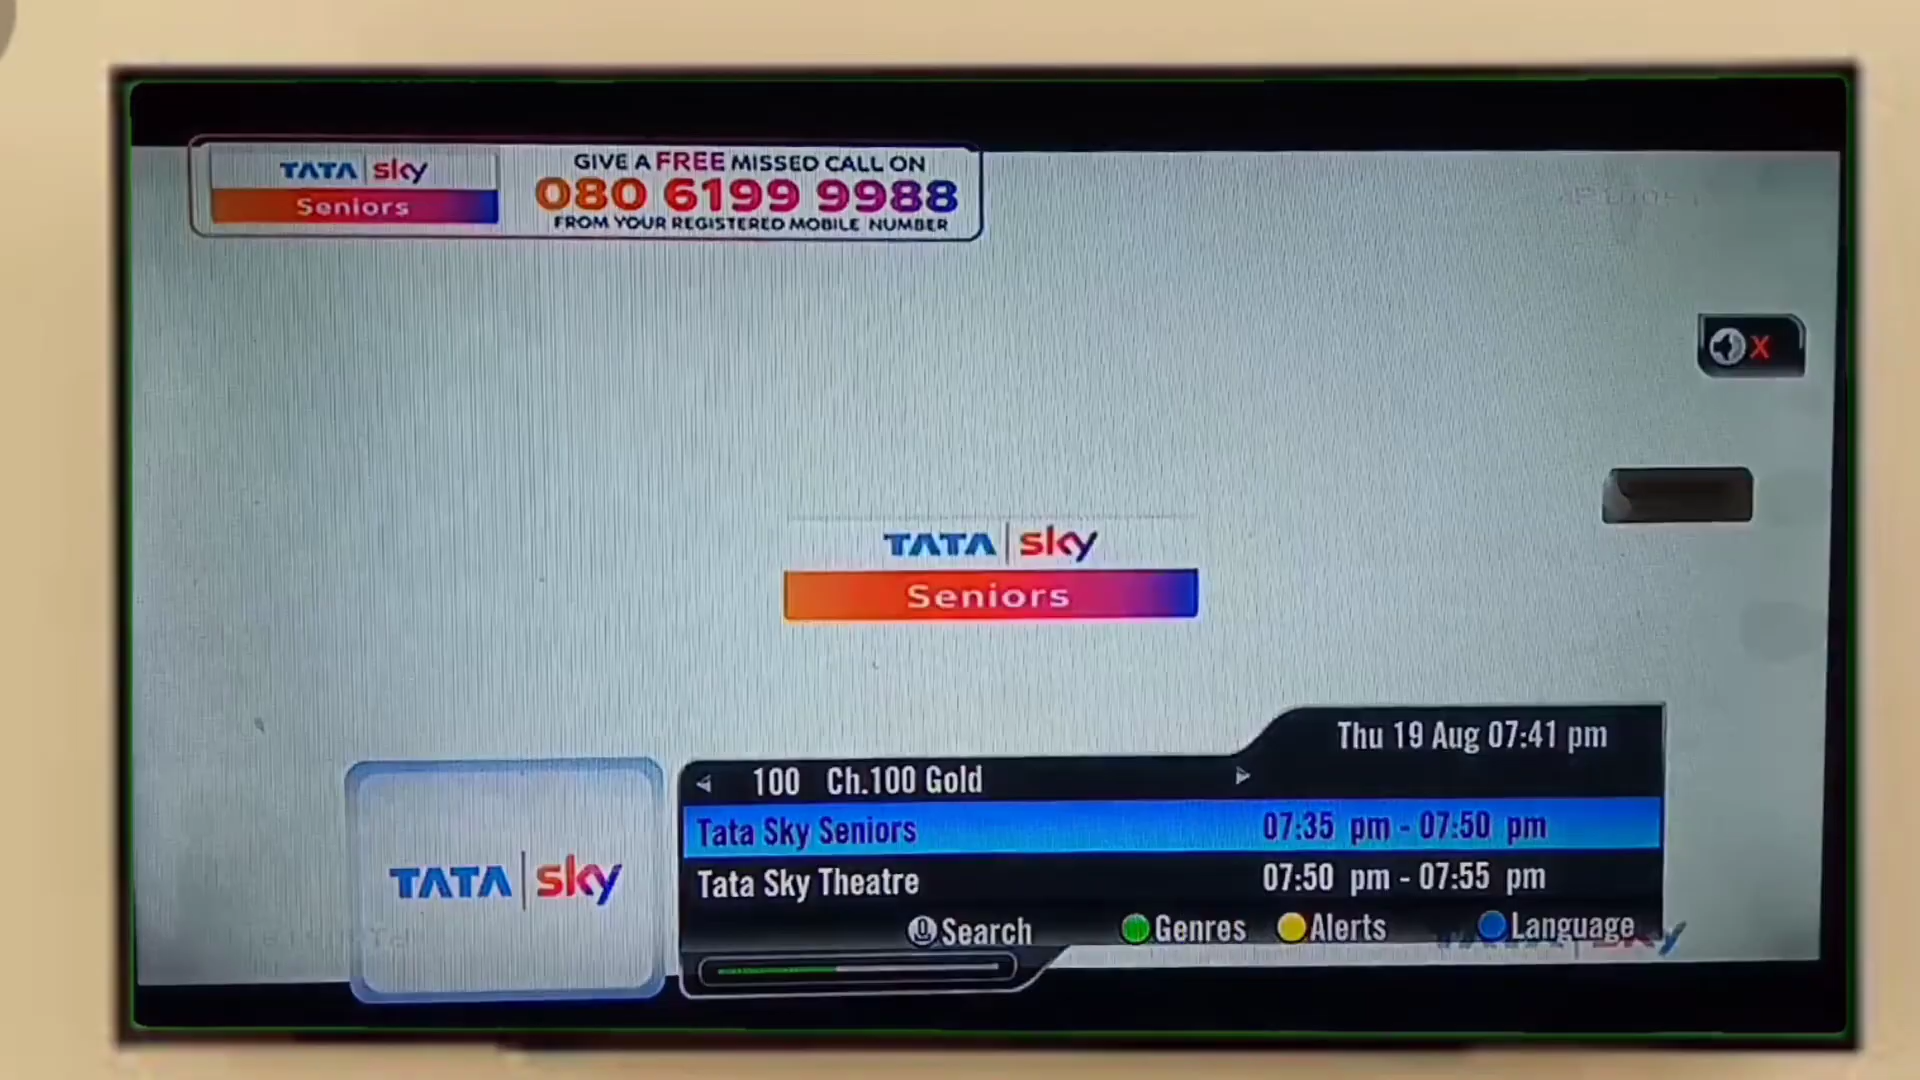 TATA sky
Seniors
GIVE A FREE MISSED CALL ON
080 6199 9988
FROM YOUR REGISTERED MOBILE NUMBER
X
TATA sky
Seniors
Thu 19 Aug 07:41 pm
100 Ch.100 Gold
Tata Sky Seniors 07:35 pm - 07:50 pm
Tata Sky Theatre 07:50 pm - 07:55 pm
Search Genres Alerts Language
TATA sky